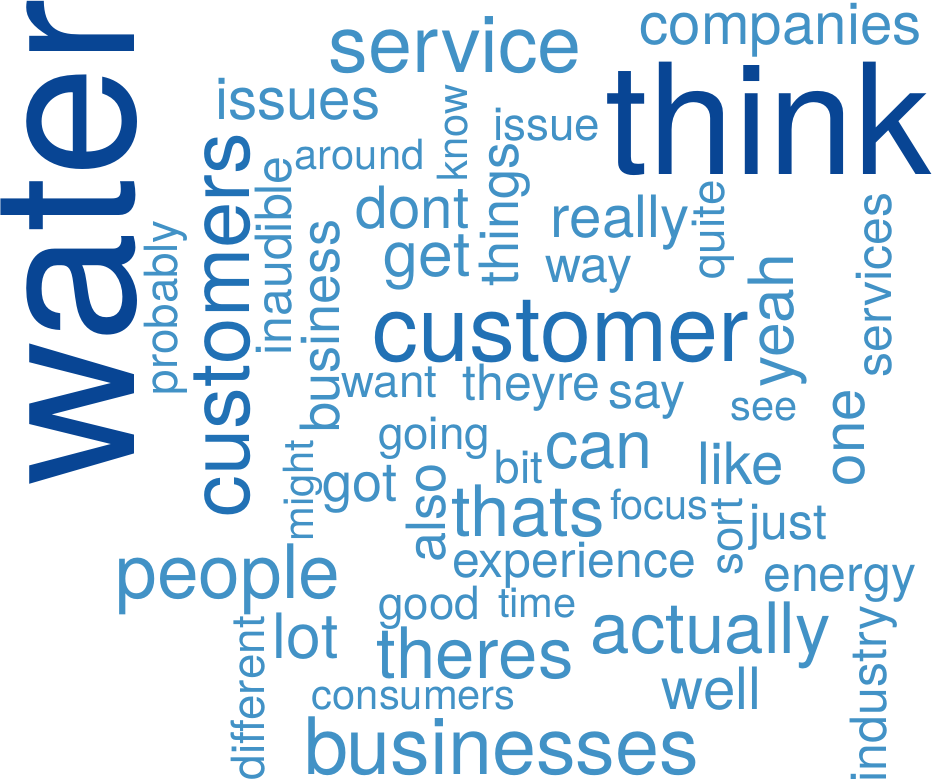 water
service
companies
think
issues
know
issue
around
customers
inaudible
things
dont
really
quite
services
probably
business
get
way
yeah
customer
want
theyre
say
see
one
going
can
might
got
bit
like
also
thats
focus
sort
just
people
experience
energy
good
time
lot
theres
actually
different
industry
consumers
well
businesses